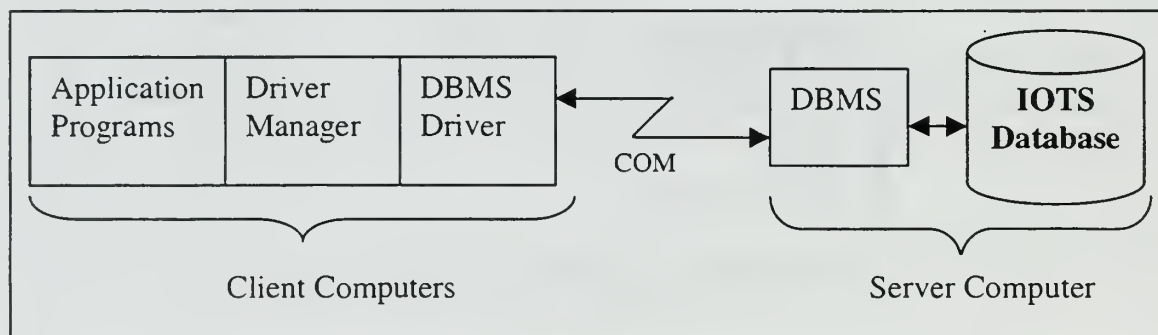 Application Programs
Driver Manager
DBMS Driver
COM
DBMS
IOTS Database
Client Computers
Server Computer